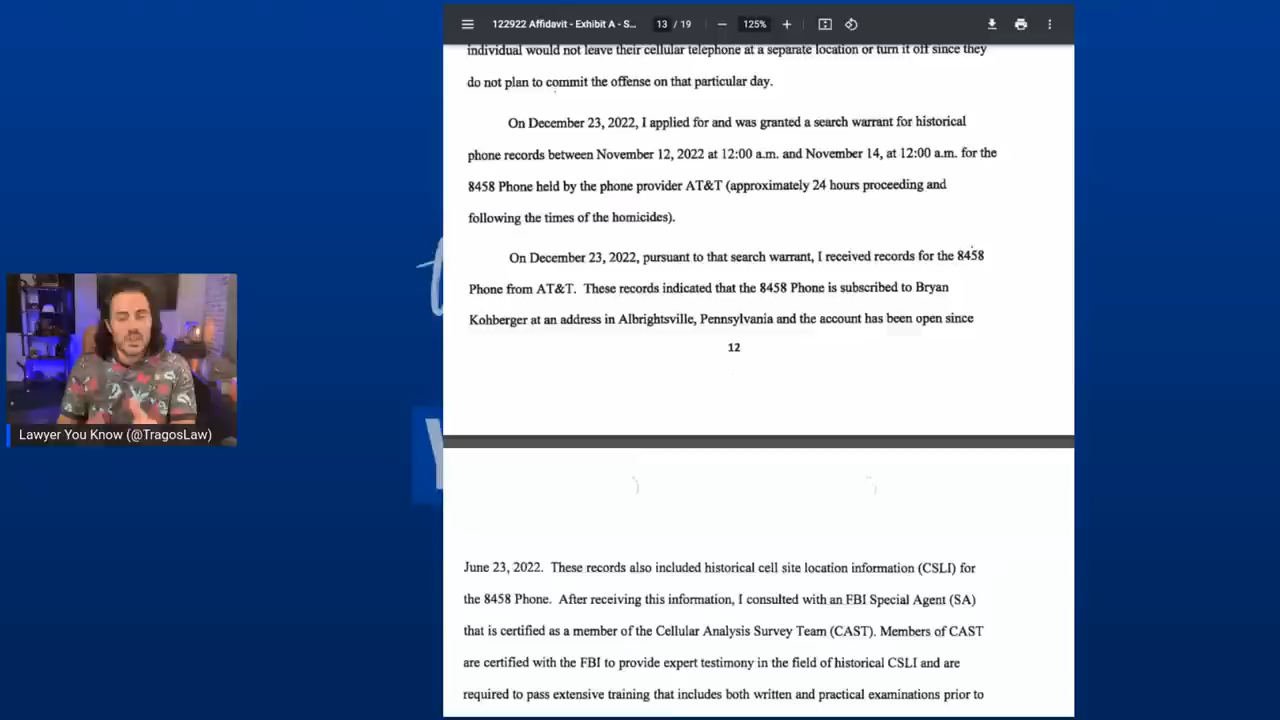 122922 Affidavit - Exhibit A - S...
13 / 19
125%
individual would not leave their cellular telephone at a separate location or turn it off since they
do not plan to commit the offense on that particular day.
On December 23, 2022, I applied for and was granted a search warrant for historical
phone records between November 12, 2022 at 12:00 a.m. and November 14, at 12:00 a.m. for the
8458 Phone held by the phone provider AT&T (approximately 24 hours proceeding and
following the times of the homicides).
On December 23, 2022, pursuant to that search warrant, I received records for the 8458
Phone from AT&T. These records indicated that the 8458 Phone is subscribed to Bryan
Kohberger at an address in Albrightsville, Pennsylvania and the account has been open since
12
Lawyer You Know (@TragosLaw)
June 23, 2022. These records also included historical cell site location information (CSLI) for
the 8458 Phone. After receiving this information, I consulted with an FBI Special Agent (SA)
that is certified as a member of the Cellular Analysis Survey Team (CAST). Members of CAST
are certified with the FBI to provide expert testimony in the field of historical CSLI and are
required to pass extensive training that includes both written and practical examinations prior to